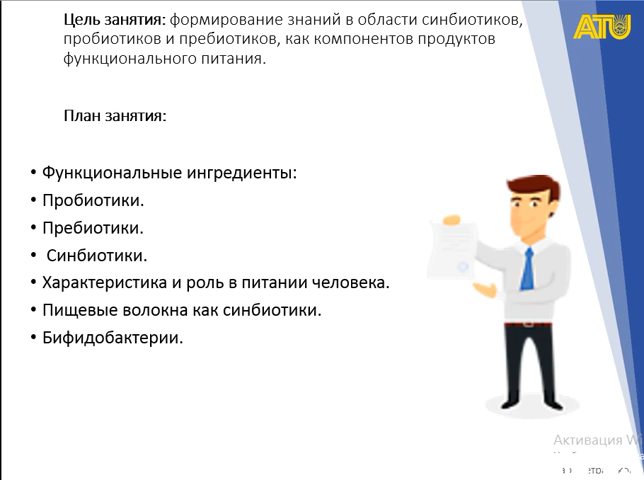 Цель занятия: формирование знаний в области синбиотиков,
пробиотиков и пребиотиков, как компонентов продуктов
функционального питания.
ATU
План занятия:
• Функциональные ингредиенты:
• Пробиотики.
• Пребиотики.
• Синбиотики.
• Характеристика и роль в питании человека.
• Пищевые волокна как синбиотики.
• Бифидобактерии.
Активация Wi